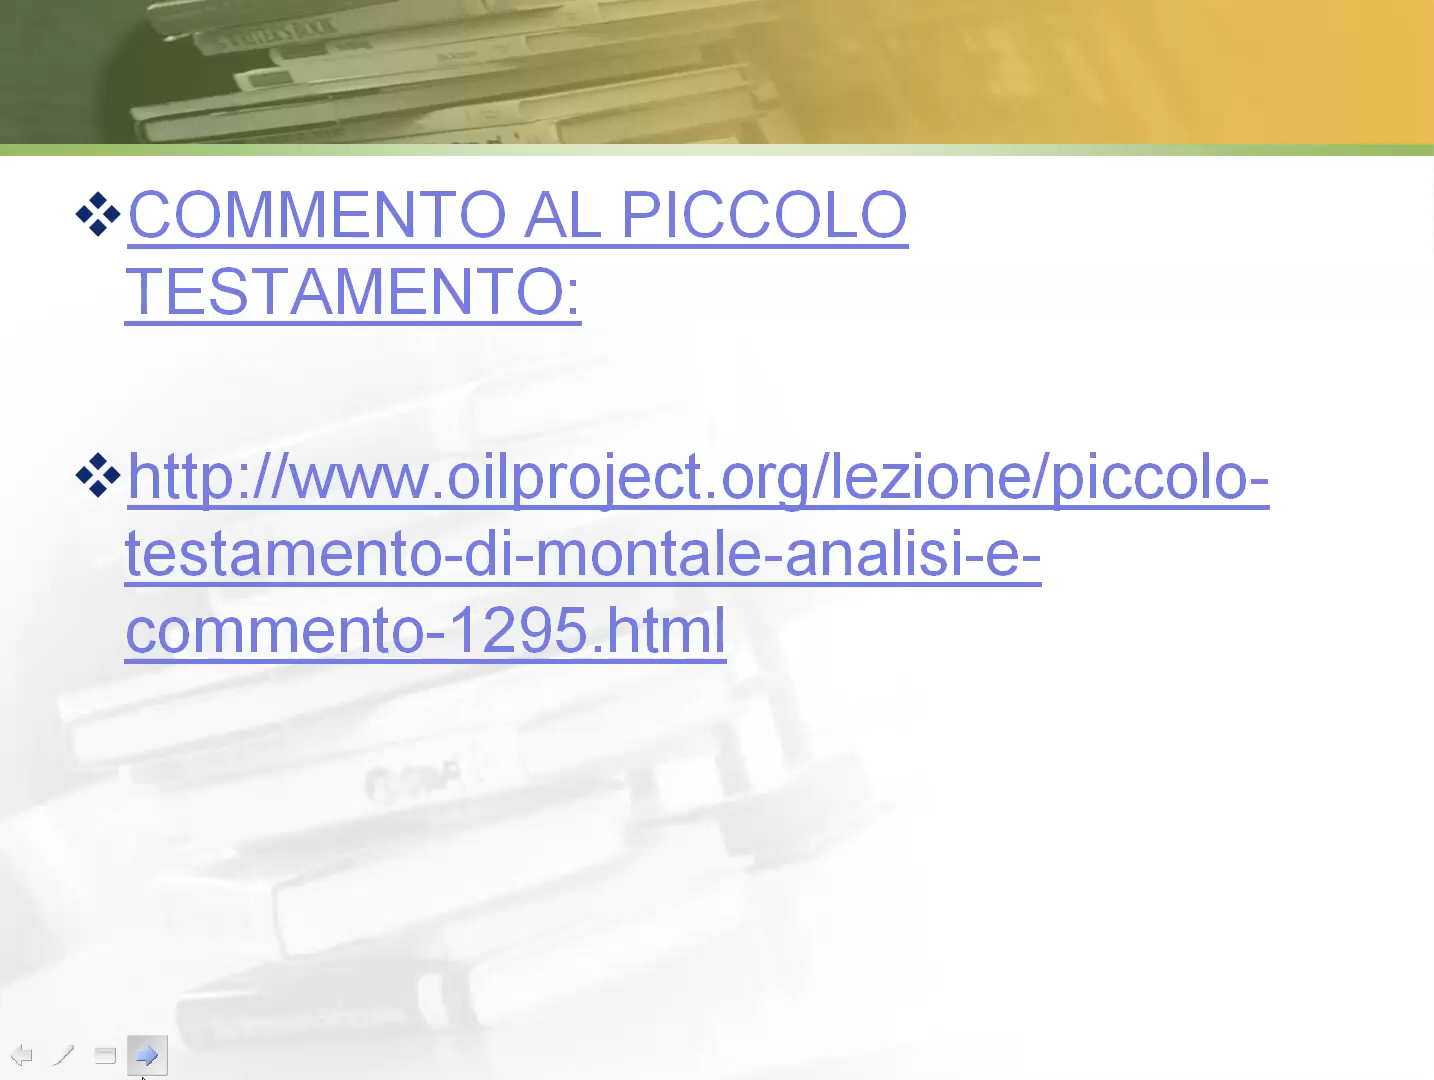 COMMENTO AL PICCOLO
TESTAMENTO:
http://www.oilproject.org/lezione/piccolo-
testamento-di-montale-analisi-e-
commento-1295.html